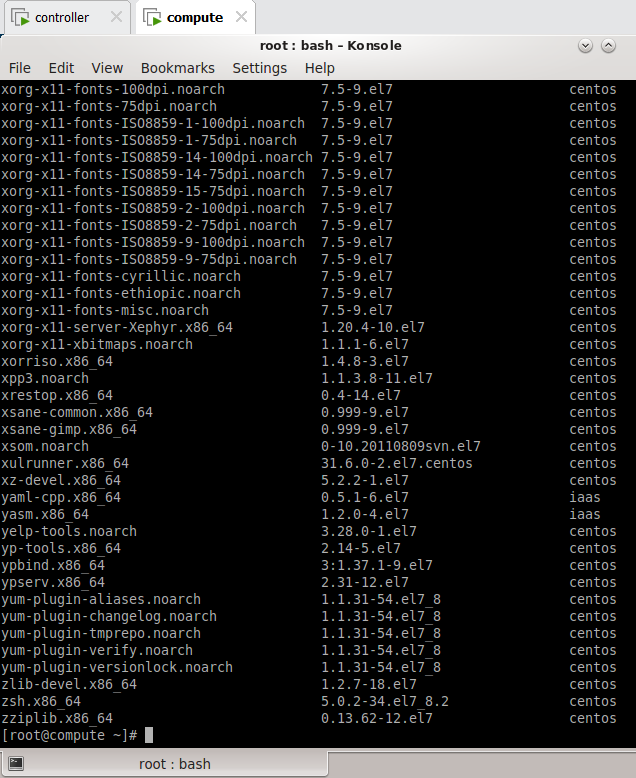 controller
compute
root : bash – Konsole
File Edit View Bookmarks Settings Help
xorg-x11-fonts-100dpi.noarch 7.5-9.el7 centos
xorg-x11-fonts-75dpi.noarch 7.5-9.el7 centos
xorg-x11-fonts-ISO8859-1-100dpi.noarch 7.5-9.el7 centos
xorg-x11-fonts-ISO8859-1-75dpi.noarch 7.5-9.el7 centos
xorg-x11-fonts-ISO8859-14-100dpi.noarch 7.5-9.el7 centos
xorg-x11-fonts-ISO8859-14-75dpi.noarch 7.5-9.el7 centos
xorg-x11-fonts-ISO8859-15-75dpi.noarch 7.5-9.el7 centos
xorg-x11-fonts-ISO8859-2-100dpi.noarch 7.5-9.el7 centos
xorg-x11-fonts-ISO8859-2-75dpi.noarch 7.5-9.el7 centos
xorg-x11-fonts-ISO8859-9-100dpi.noarch 7.5-9.el7 centos
xorg-x11-fonts-ISO8859-9-75dpi.noarch 7.5-9.el7 centos
xorg-x11-fonts-cyrillic.noarch 7.5-9.el7 centos
xorg-x11-fonts-ethiopic.noarch 7.5-9.el7 centos
xorg-x11-fonts-misc.noarch 7.5-9.el7 centos
xorg-x11-server-Xephyr.x86_64 1.20.4-10.el7 centos
xorg-x11-xbitmaps.noarch 1.1.1-6.el7 centos
xorriso.x86_64 1.4.8-3.el7 centos
xpp3.noarch 1.1.3.8-11.el7 centos
xrestop.x86_64 0.4-14.el7 centos
xsane-common.x86_64 0.999-9.el7 centos
xsane-gimp.x86_64 0.999-9.el7 centos
xsom.noarch 0-10.20110809svn.el7 centos
xulrunner.x86_64 31.6.0-2.el7.centos centos
xz-devel.x86_64 5.2.2-1.el7 centos
yaml-cpp.x86_64 0.5.1-6.el7 iaas
yasm.x86_64 1.2.0-4.el7 iaas
yelp-tools.noarch 3.28.0-1.el7 centos
yp-tools.x86_64 2.14-5.el7 centos
ypbind.x86_64 3:1.37.1-9.el7 centos
ypserv.x86_64 2.31-12.el7 centos
yum-plugin-aliases.noarch 1.1.31-54.el7_8 centos
yum-plugin-changelog.noarch 1.1.31-54.el7_8 centos
yum-plugin-tmprepo.noarch 1.1.31-54.el7_8 centos
yum-plugin-verify.noarch 1.1.31-54.el7_8 centos
yum-plugin-versionlock.noarch 1.1.31-54.el7_8 centos
zlib-devel.x86_64 1.2.7-18.el7 centos
zsh.x86_64 5.0.2-34.el7_8.2 centos
zziplib.x86_64 0.13.62-12.el7 centos
[root@compute ~]#
root : bash